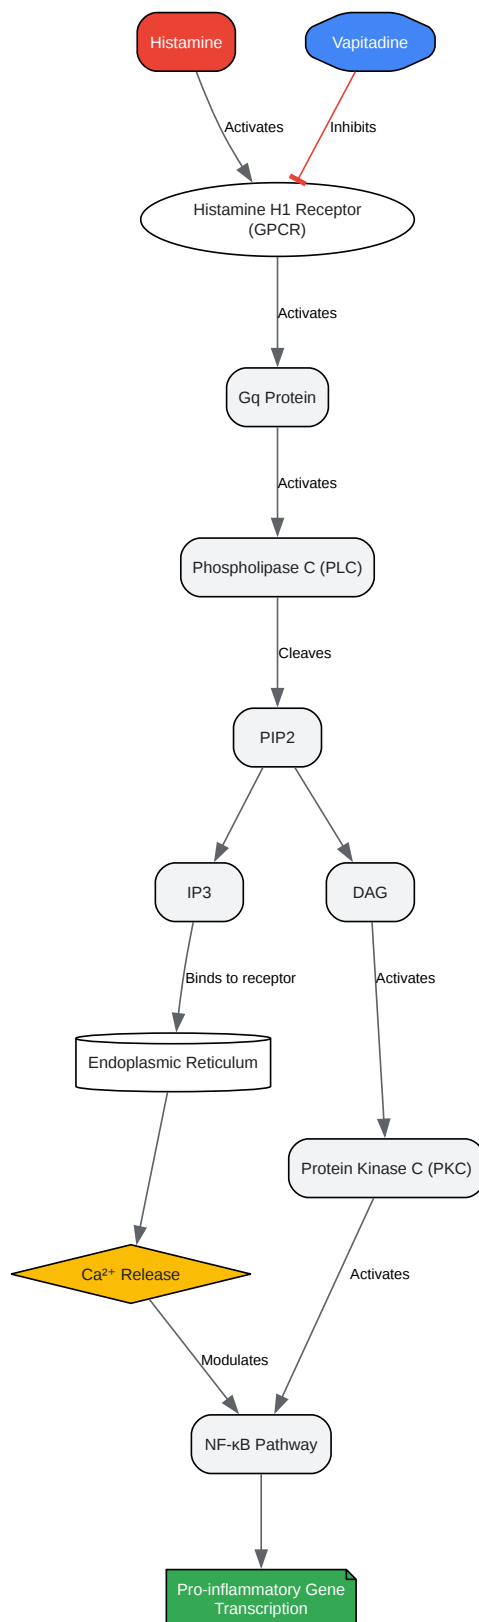 Histamine
Vapitadine
Activates
Inhibits
Histamine H1 Receptor
(GPCR)
Activates
Gq Protein
Activates
Phospholipase C (PLC)
Cleaves
PIP2
IP3
DAG
Binds to receptor
Activates
Endoplasmic Reticulum
Protein Kinase C (PKC)
Ca²⁺ Release
Activates
Modulates
NF-κB Pathway
Pro-inflammatory Gene
Transcription